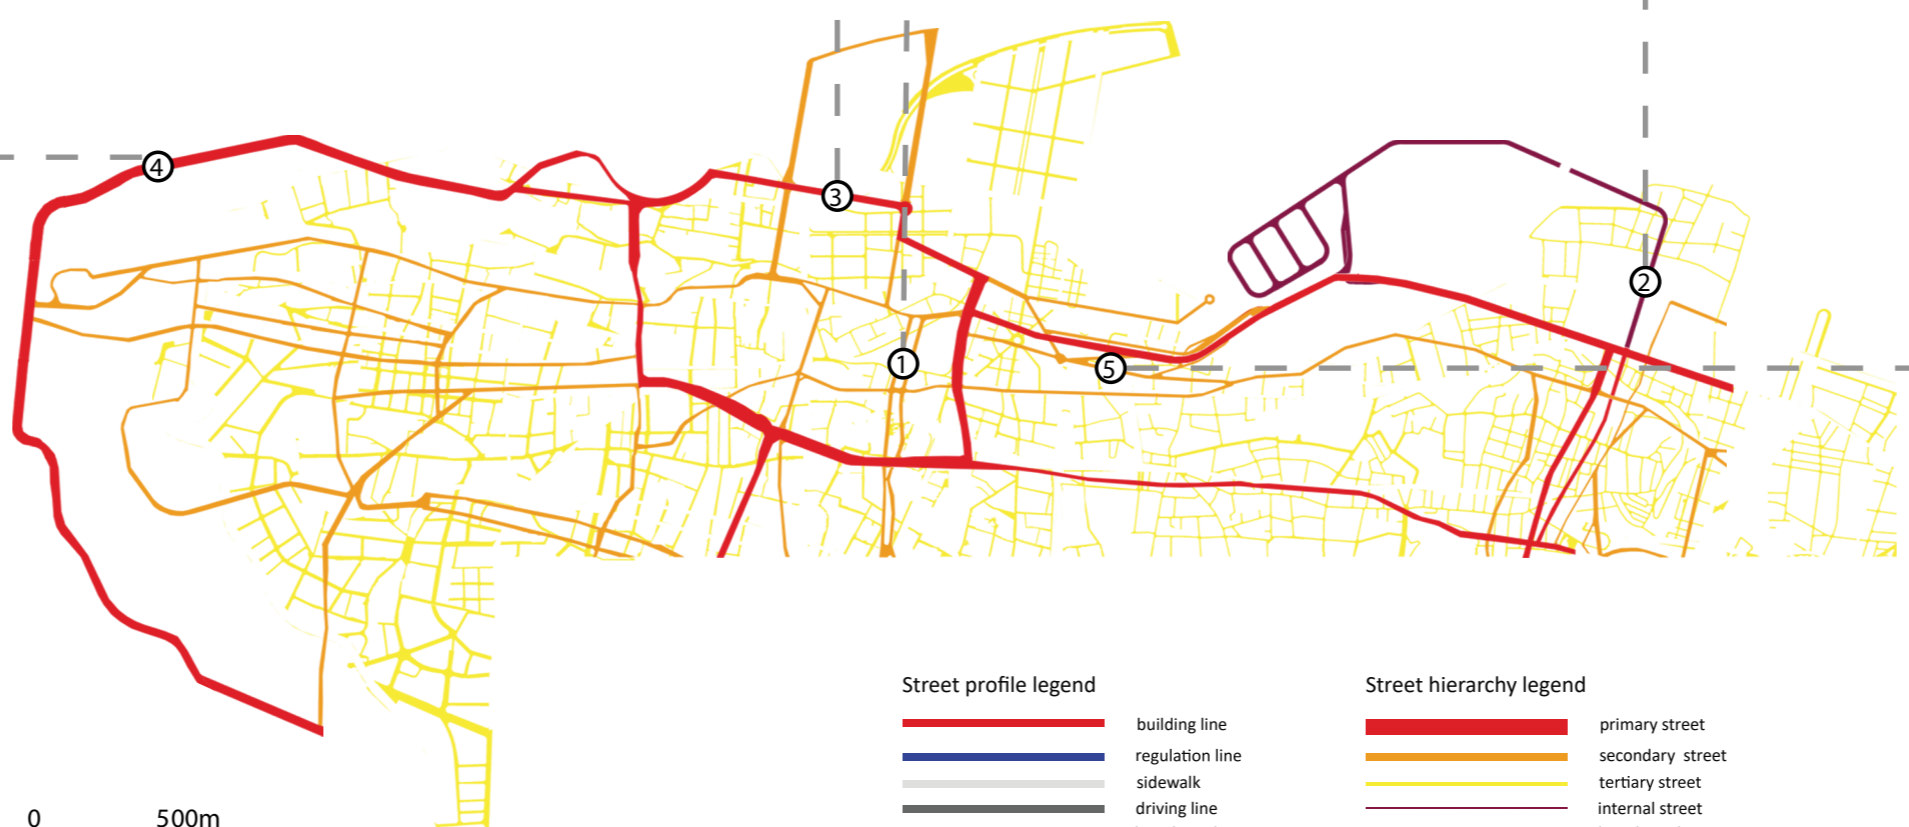 4
3
2
1
5
Street profile legend
building line
regulation line
sidewalk
driving line
Street hierarchy legend
primary street
secondary street
tertiary street
internal street
0 500m